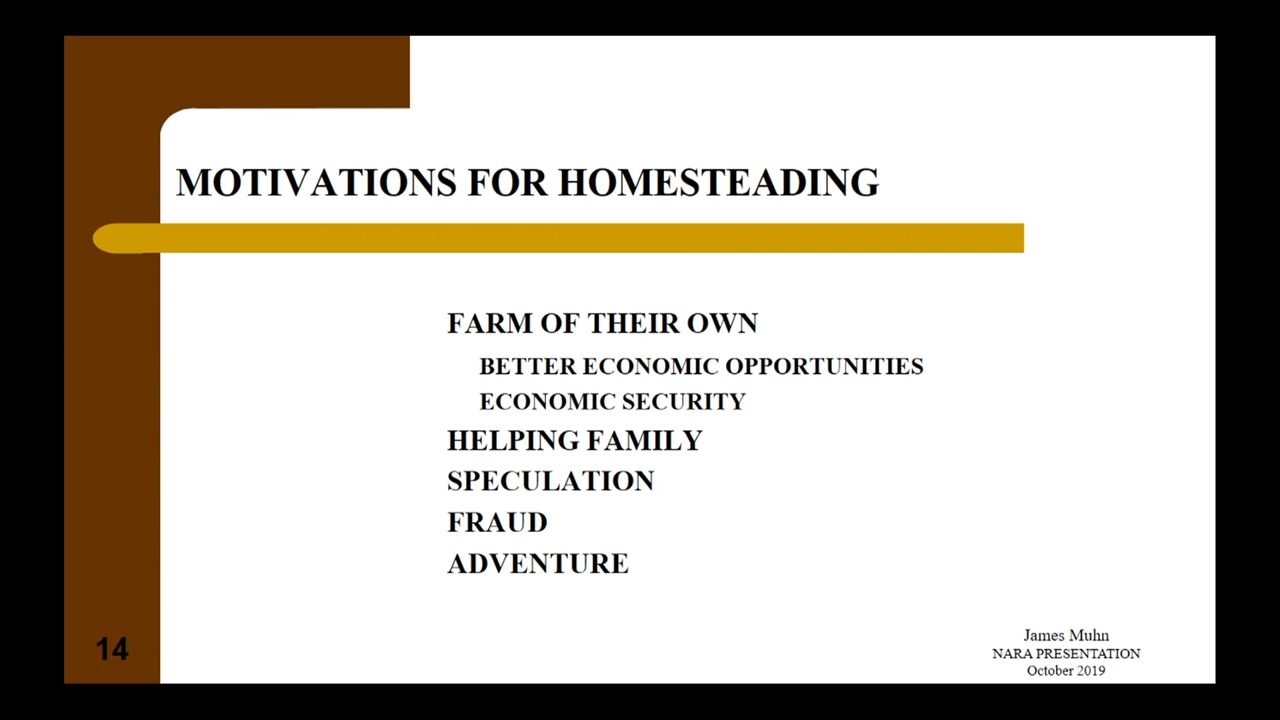 MOTIVATIONS FOR HOMESTEADING
FARM OF THEIR OWN
BETTER ECONOMIC OPPORTUNITIES
ECONOMIC SECURITY
HELPING FAMILY
SPECULATION
FRAUD
ADVENTURE
14
James Muhn
NARA PRESENTATION
October 2019